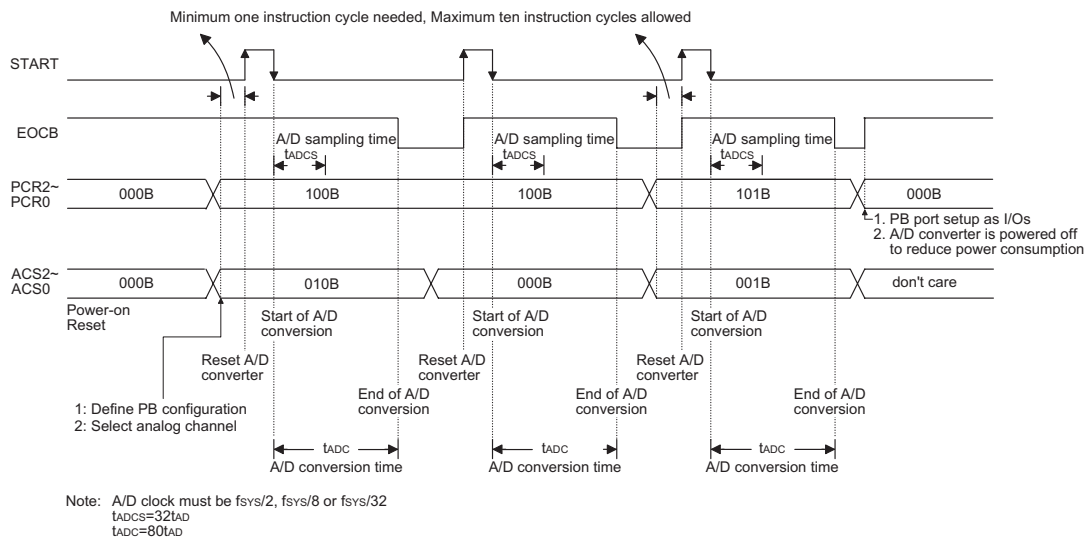 Minimum one instruction cycle needed, Maximum ten instruction cycles allowed
START
EOCB
A/D sampling time
tADCS
A/D sampling time
tADCS
A/D sampling time
tADCS
PCR2~
PCR0
000B
100B
100B
101B
000B
1. PB port setup as I/Os
2. A/D converter is powered off
to reduce power consumption
ACS2~
ACS0
000B
010B
000B
001B
don't care
Power-on
Reset
Start of A/D
conversion
Start of A/D
conversion
Start of A/D
conversion
Reset A/D
converter
Reset A/D
converter
Reset A/D
converter
1: Define PB configuration
2: Select analog channel
End of A/D
conversion
End of A/D
conversion
End of A/D
conversion
tADC
A/D conversion time
tADC
A/D conversion time
tADC
A/D conversion time
Note: A/D clock must be fSYS/2, fSYS/8 or fSYS/32
tADCS=32tAD
tADC=80tAD